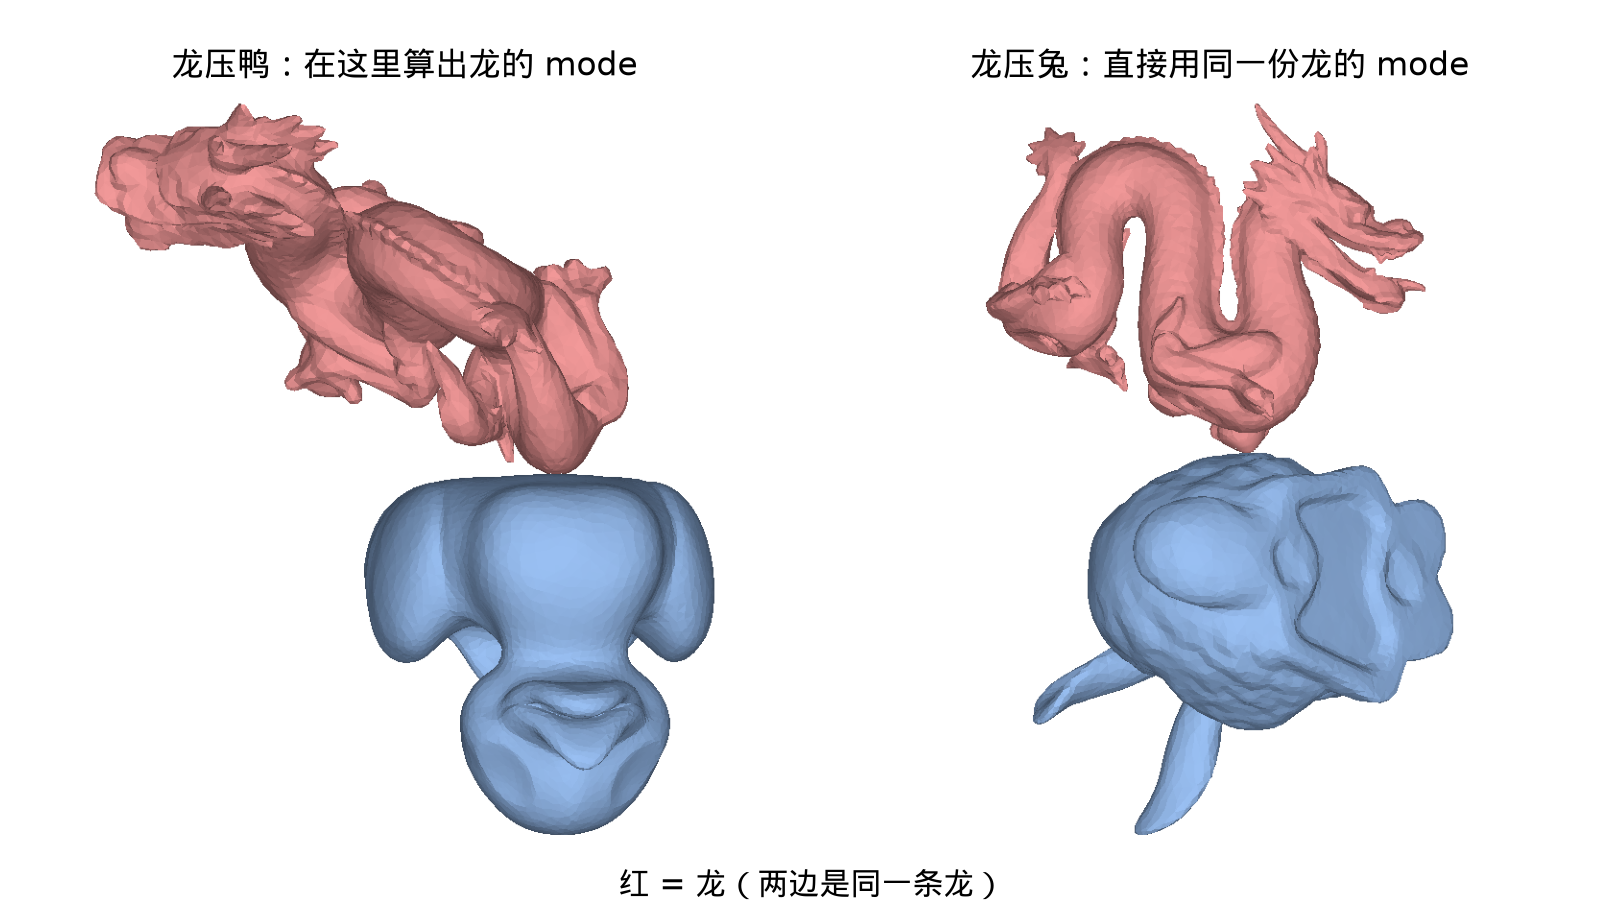 龙压鸭：在这里算出龙的 mode
龙压兔：直接用同一份龙的 mode
红 = 龙（两边是同一条龙）